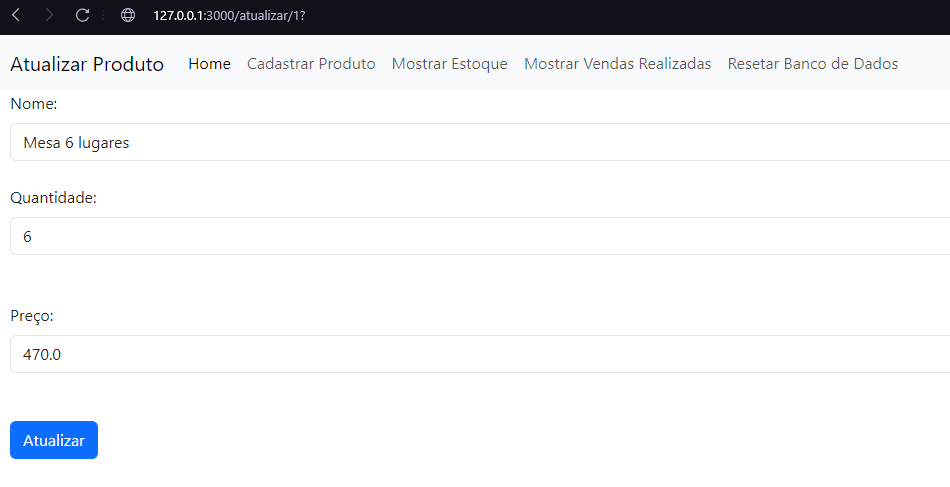 127.0.0.1:3000/atualizar/1?
Atualizar Produto Home Cadastrar Produto Mostrar Estoque Mostrar Vendas Realizadas Resetar Banco de Dados
Nome:
Mesa 6 lugares
Quantidade:
6
Preço:
470.0
Atualizar